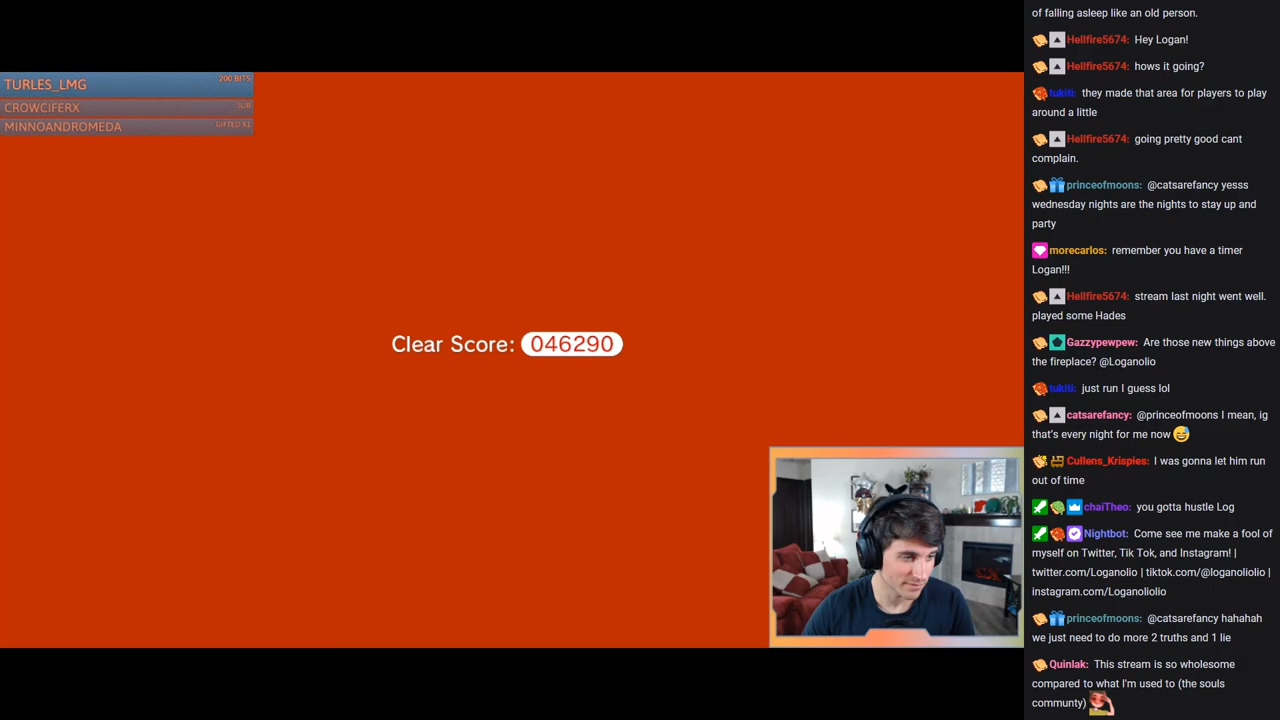 TURLES_LMG 200 BITS
CROWCIFERX SUB
MINNOANDROMEDA GIFTED X1
Clear Score: 046290
of falling asleep like an old person.
Hellfire5674: Hey Logan!
Hellfire5674: hows it going?
tukiti: they made that area for players to play
around a little
Hellfire5674: going pretty good cant
complain.
princeofmoons: @catsarefancy yesss
wednesday nights are the nights to stay up and
party
morecarlos: remember you have a timer
Logan!!!
Hellfire5674: stream last night went well.
played some Hades
Gazzypewpew: Are those new things above
the fireplace? @Loganolio
tukiti: just run I guess lol
catsarefancy: @princeofmoons I mean, ig
that's every night for me now
Cullens_Krispies: I was gonna let him run
out of time
chaiTheo: you gotta hustle Log
Nightbot: Come see me make a fool of
myself on Twitter, Tik Tok, and Instagram! |
twitter.com/Loganolio | tiktok.com/@loganoliolio |
instagram.com/Loganoliolio
princeofmoons: @catsarefancy hahahah
we just need to do more 2 truths and 1 lie
Quinlak: This stream is so wholesome
compared to what I'm used to (the souls
communty)